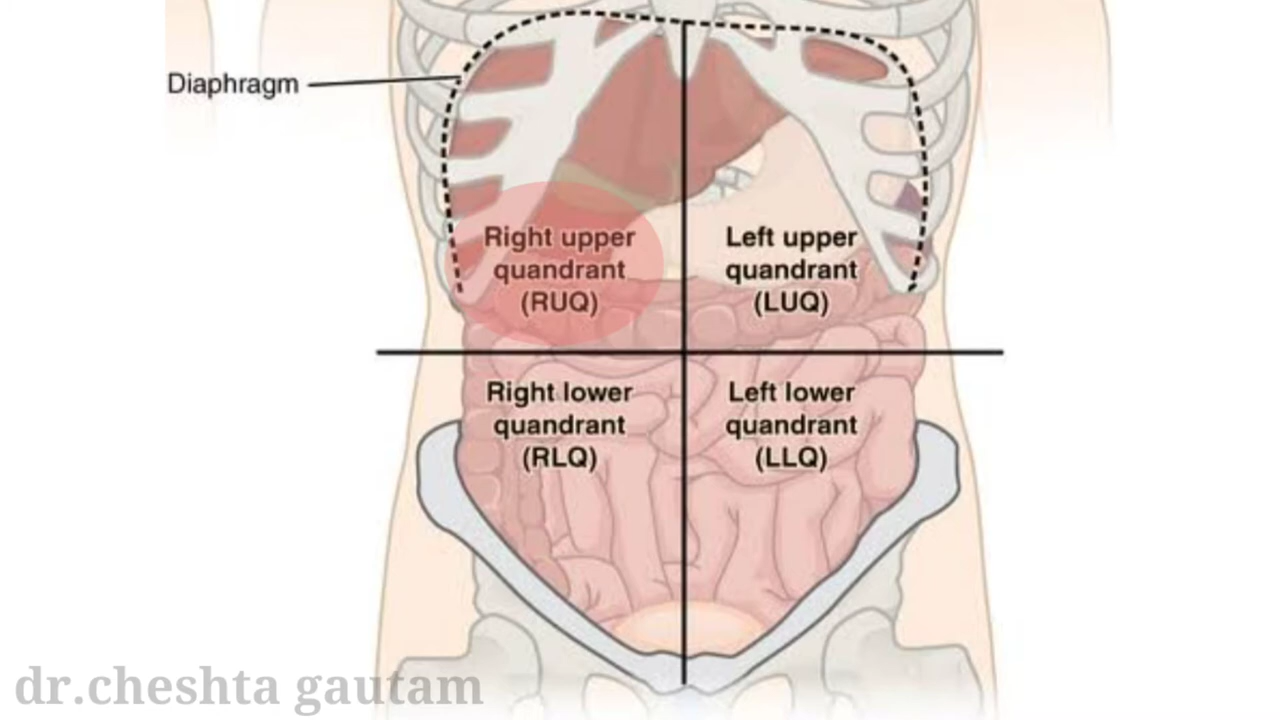 Diaphragm
Right upper
quandrant
(RUQ)
Left upper
quandrant
(LUQ)
Right lower
quandrant
(RLQ)
Left lower
quandrant
(LLQ)
dr.cheshta gautam